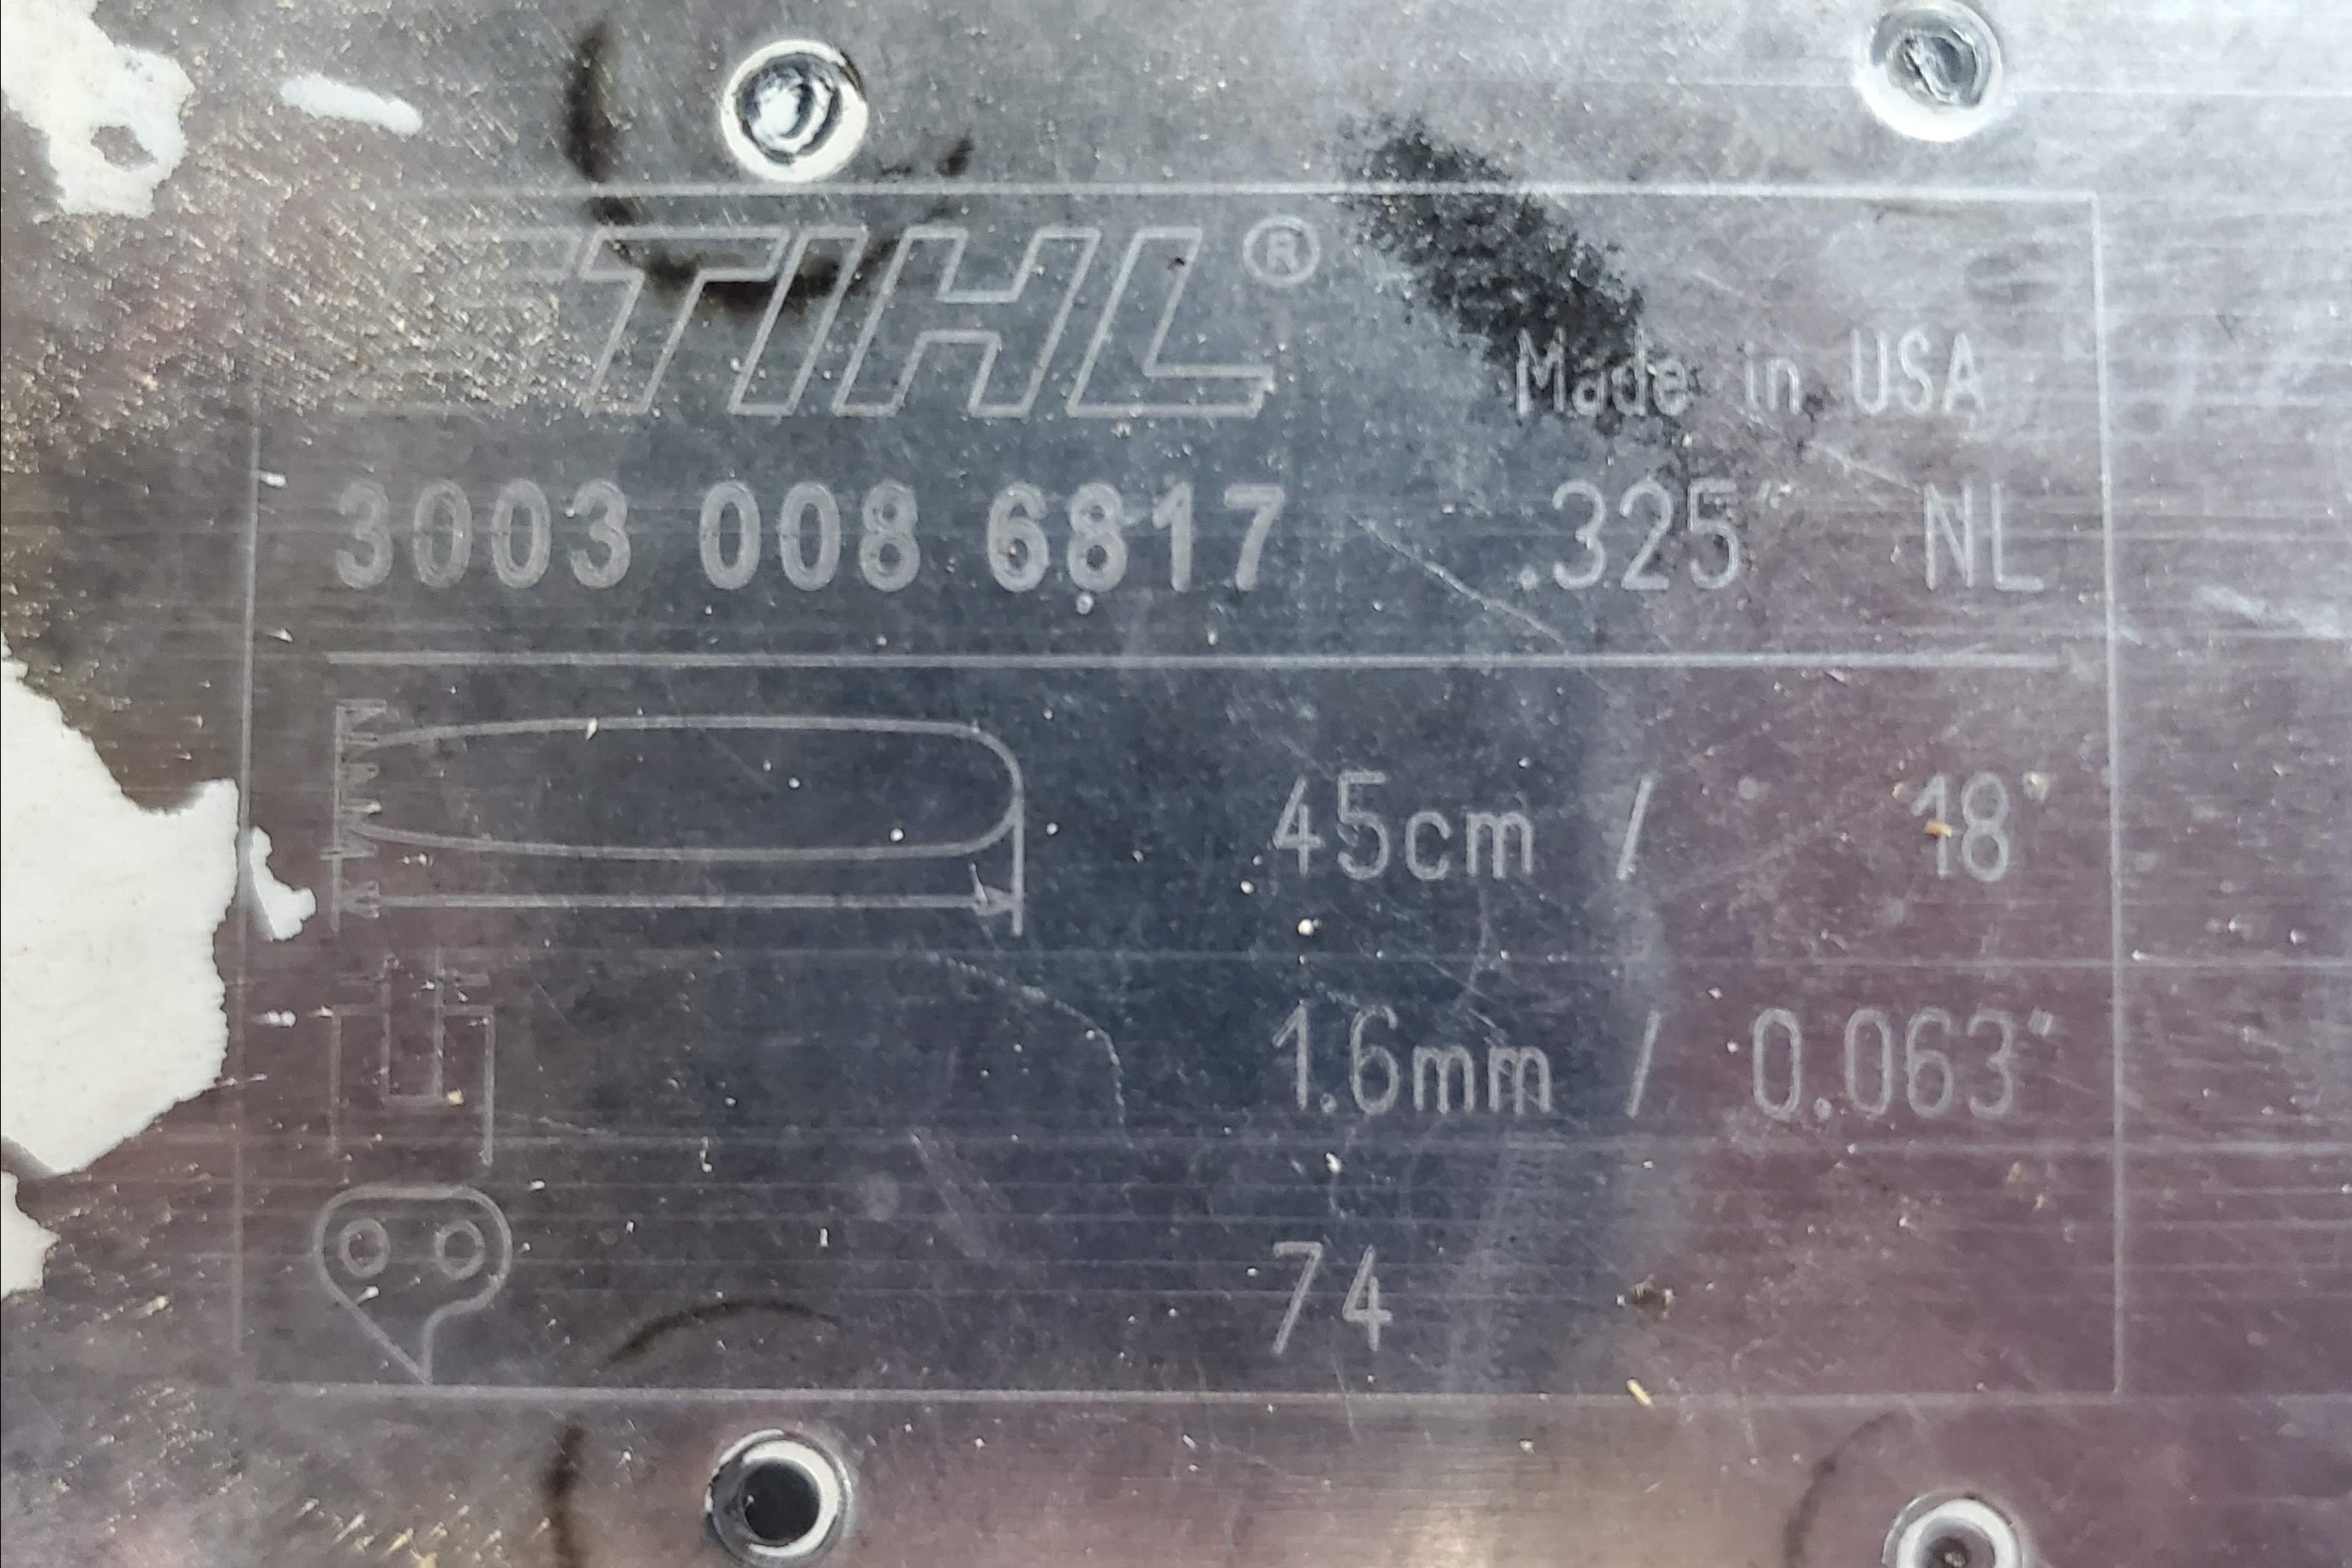 STIHL®
Made in USA
3003 008 6817 .325" NL
45cm / 18"
1.6mm / 0.063"
74